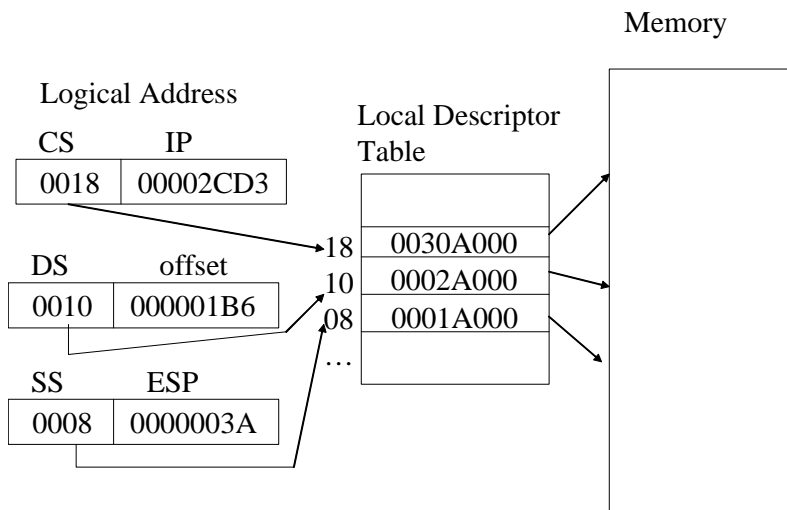 Memory
Logical Address
Local Descriptor
Table
CS IP
0018 00002CD3
18 0030A000
DS offset
10 0002A000
0010 000001B6
08 0001A000
...
SS ESP
0008 0000003A